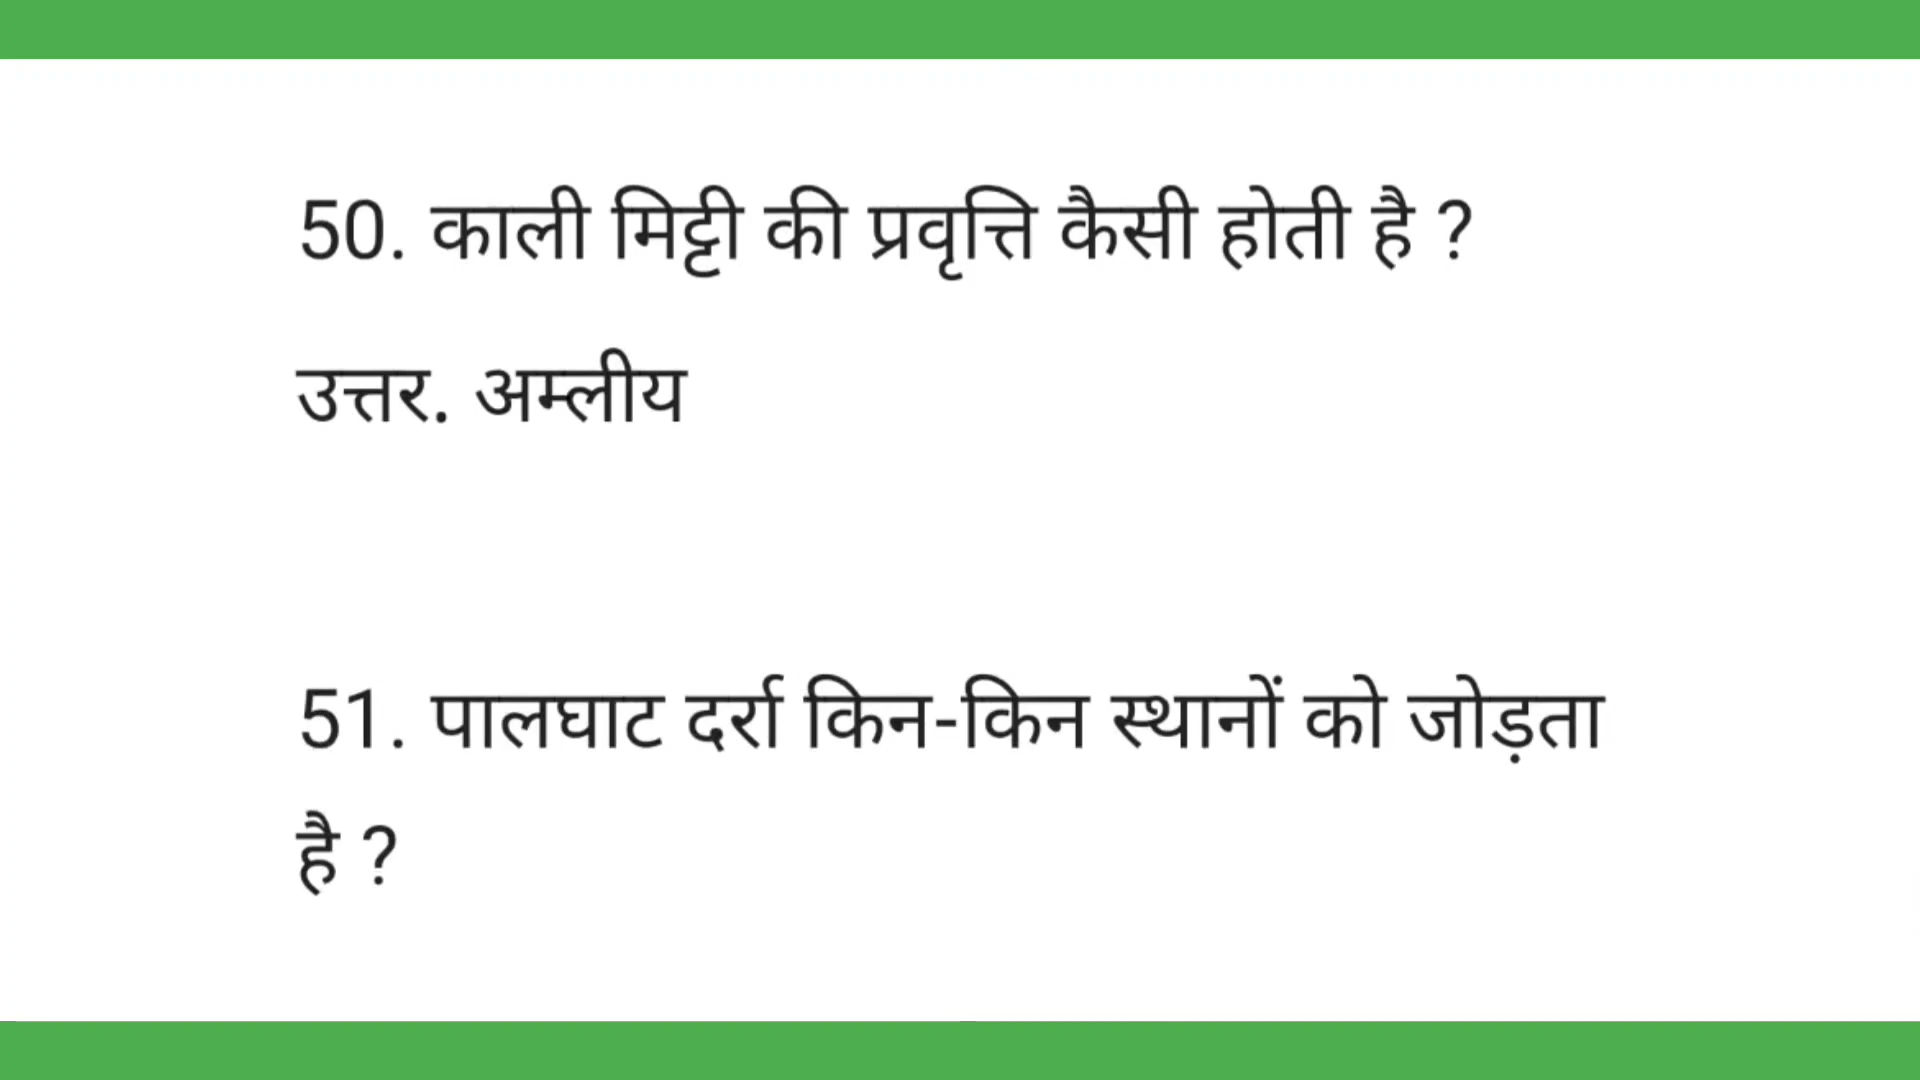 50. काली मिट्टी की प्रवृत्ति कैसी होती है ?
उत्तर. अम्लीय
51. पालघाट दर्रा किन-किन स्थानों को जोड़ता
है ?